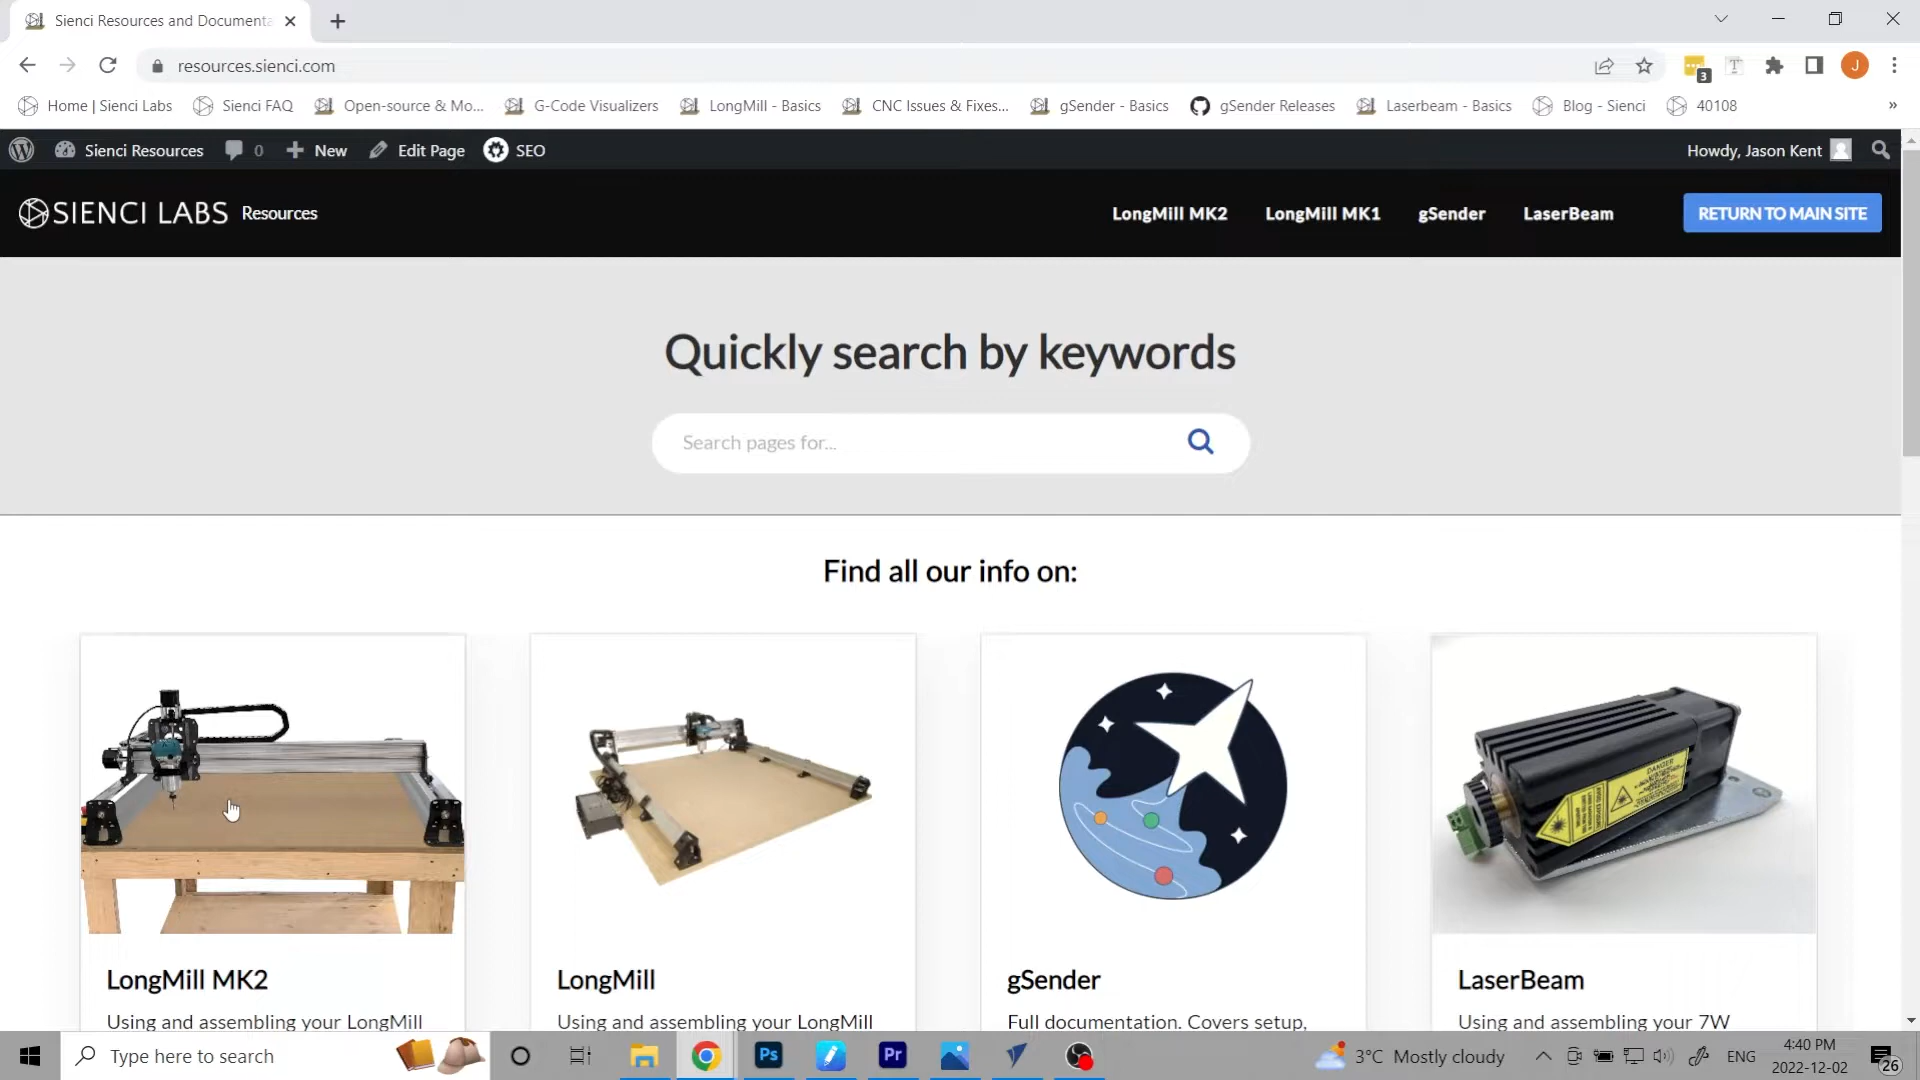 Sienci Resources and Documenta
resources.sienci.com
3
J
Home | Sienci Labs
Sienci FAQ
Open-source & Mo...
G-Code Visualizers
LongMill - Basics
CNC Issues & Fixes...
gSender - Basics
gSender Releases
Laserbeam - Basics
Blog - Sienci
40108
»
Sienci Resources
0
New
Edit Page
SEO
Howdy, Jason Kent
SIENCI LABS Resources
LongMill MK2
LongMill MK1
gSender
LaserBeam
RETURN TO MAIN SITE
Quickly search by keywords
Search pages for...
Find all our info on:
DANGER
LongMill MK2
Using and assembling your LongMill
LongMill
Using and assembling your LongMill
gSender
Full documentation. Covers setup,
LaserBeam
Using and assembling your 7W
Type here to search
Ps
Pr
3°C Mostly cloudy
ENG
4:40 PM
2022-12-02
26